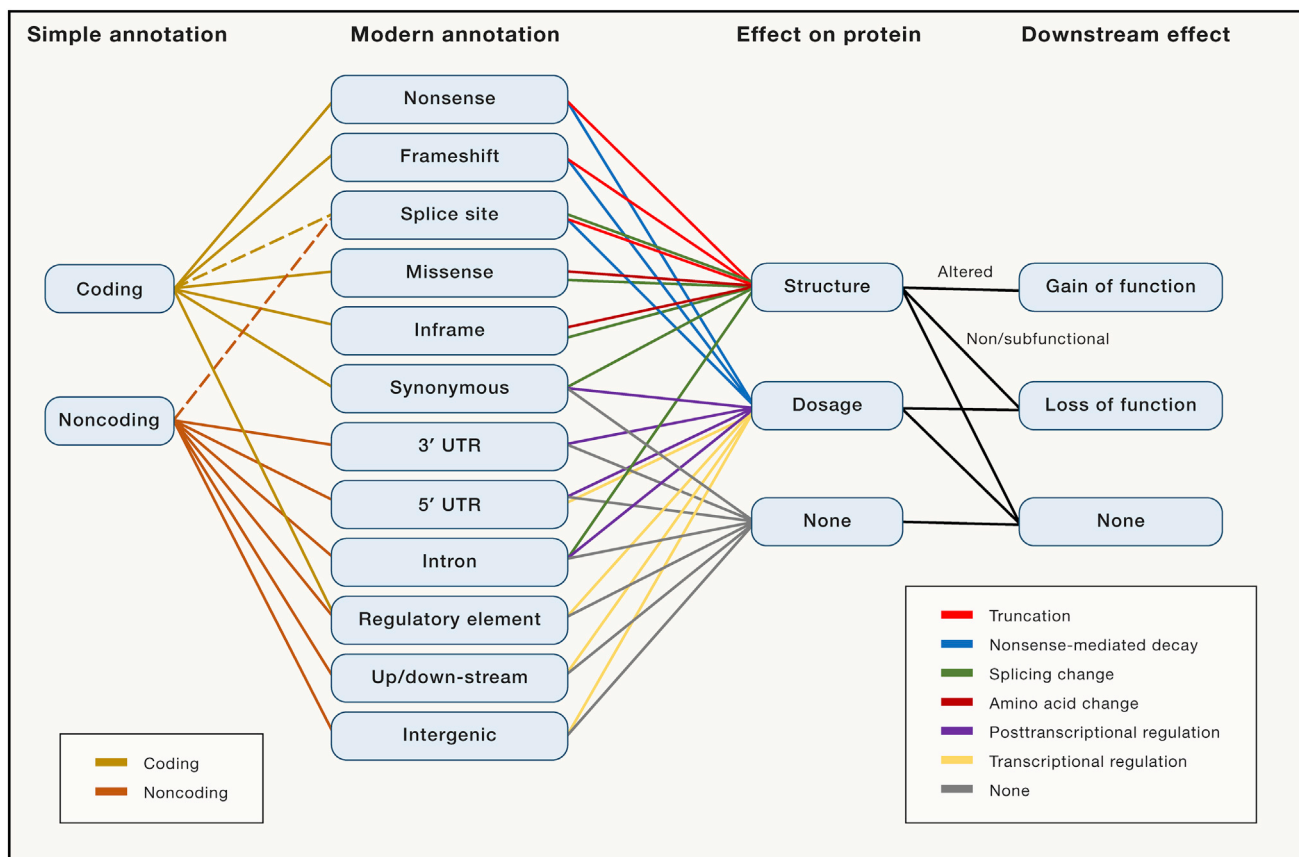 Simple annotation
Modern annotation
Effect on protein
Downstream effect
Nonsense
Frameshift
Splice site
Missense
Inframe
Synonymous
3′ UTR
5′ UTR
Intron
Regulatory element
Up/down-stream
Intergenic
Coding
Noncoding
Structure
Dosage
None
Altered
Non/subfunctional
Gain of function
Loss of function
None
Coding
Noncoding
Truncation
Nonsense-mediated decay
Splicing change
Amino acid change
Posttranscriptional regulation
Transcriptional regulation
None